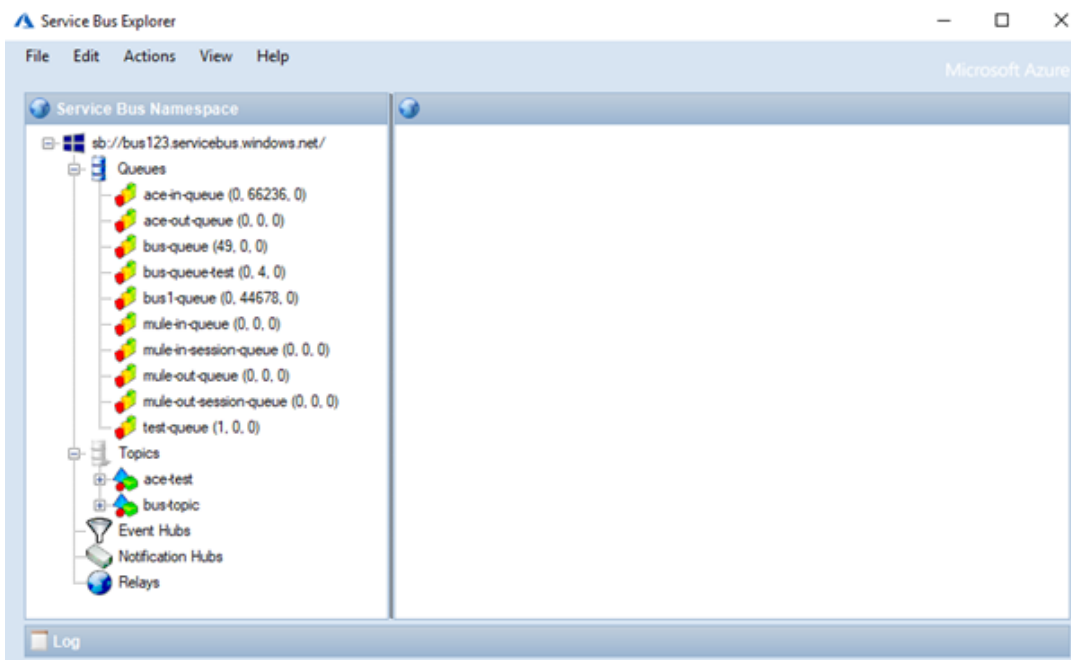 Service Bus Explorer
File Edit Actions View Help
Microsoft Azure
Service Bus Namespace
sb://bus123.servicebus.windows.net/
Queues
ace-in-queue (0, 66236, 0)
ace-out-queue (0, 0, 0)
bus-queue (49, 0, 0)
bus-queue-test (0, 4, 0)
bus1-queue (0, 44678, 0)
mule-in-queue (0, 0, 0)
mule-in-session-queue (0, 0, 0)
mule-out-queue (0, 0, 0)
mule-out-session-queue (0, 0, 0)
test-queue (1, 0, 0)
Topics
ace-test
bus-topic
Event Hubs
Notification Hubs
Relays
Log